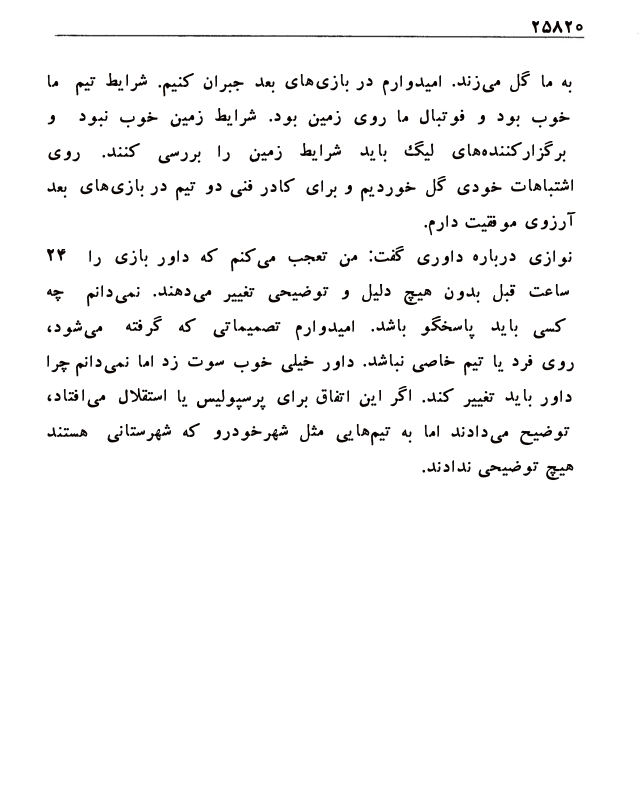 ۲۵۸۲۰
به ما گل می‌زند. امیدوارم در بازی‌های بعد جبران کنیم. شرایط تیم ما
خوب بود و فوتبال ما روی زمین بود. شرایط زمین خوب نبود و
برگزارکننده‌های لیگ باید شرایط زمین را بررسی کنند. روی
اشتباهات خودی گل خوردیم و برای کادر فنی دو تیم در بازی‌های بعد
آرزوی موفقیت دارم.
نوازی درباره داوری گفت: من تعجب می‌کنم که داور بازی را ۲۴
ساعت قبل بدون هیچ دلیل و توضیحی تغییر می‌دهند. نمی‌دانم چه
کسی باید پاسخگو باشد. امیدوارم تصمیماتی که گرفته می‌شود،
روی فرد یا تیم خاصی نباشد. داور خیلی خوب سوت زد اما نمی‌دانم چرا
داور باید تغییر کند. اگر این اتفاق برای پرسپولیس یا استقلال می‌افتاد،
توضیح می‌دادند اما به تیم‌هایی مثل شهرخودرو که شهرستانی هستند
هیچ توضیحی ندادند.